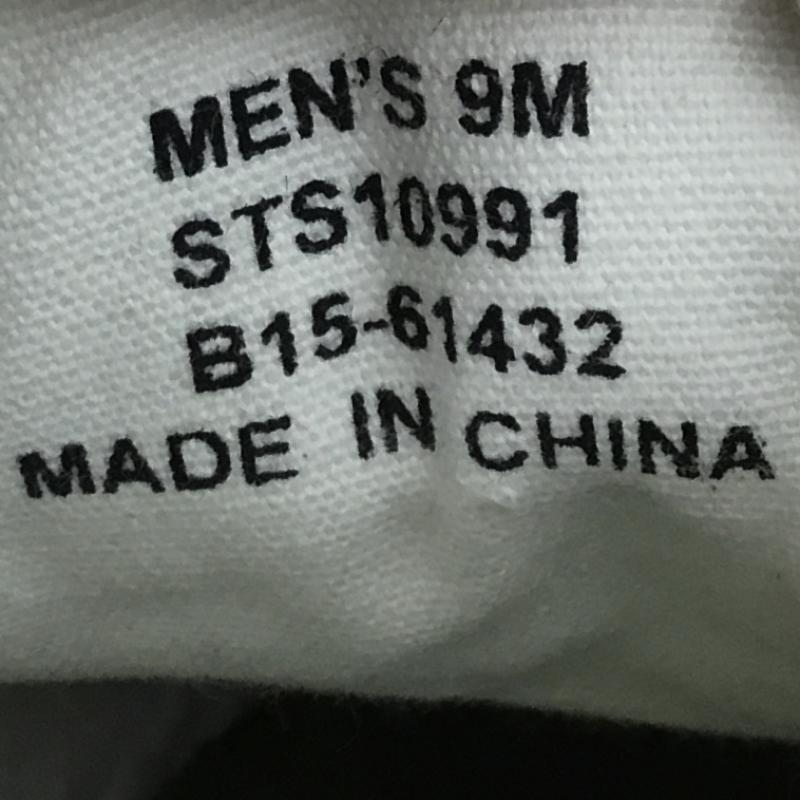 MEN'S 9M
STS10991
B15-61432
MADE IN CHINA